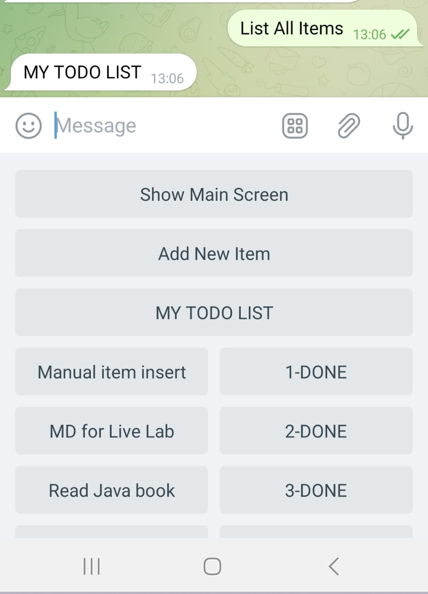 List All Items 13:06
MY TODO LIST 13:06
Message
Show Main Screen
Add New Item
MY TODO LIST
Manual item insert 1-DONE
MD for Live Lab 2-DONE
Read Java book 3-DONE